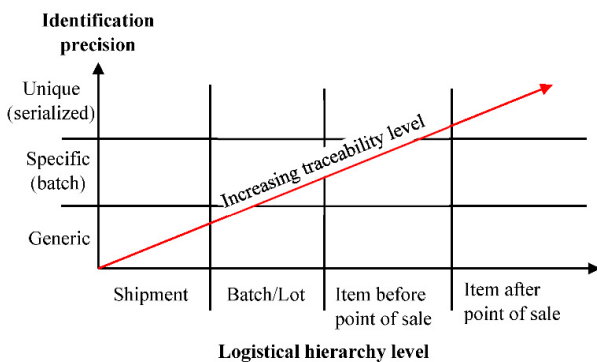 Identification
precision
Unique
(serialized)
Specific
(batch)
Generic
Increasing traceability level
Shipment
Batch/Lot
Item before
point of sale
Item after
point of sale
Logistical hierarchy level